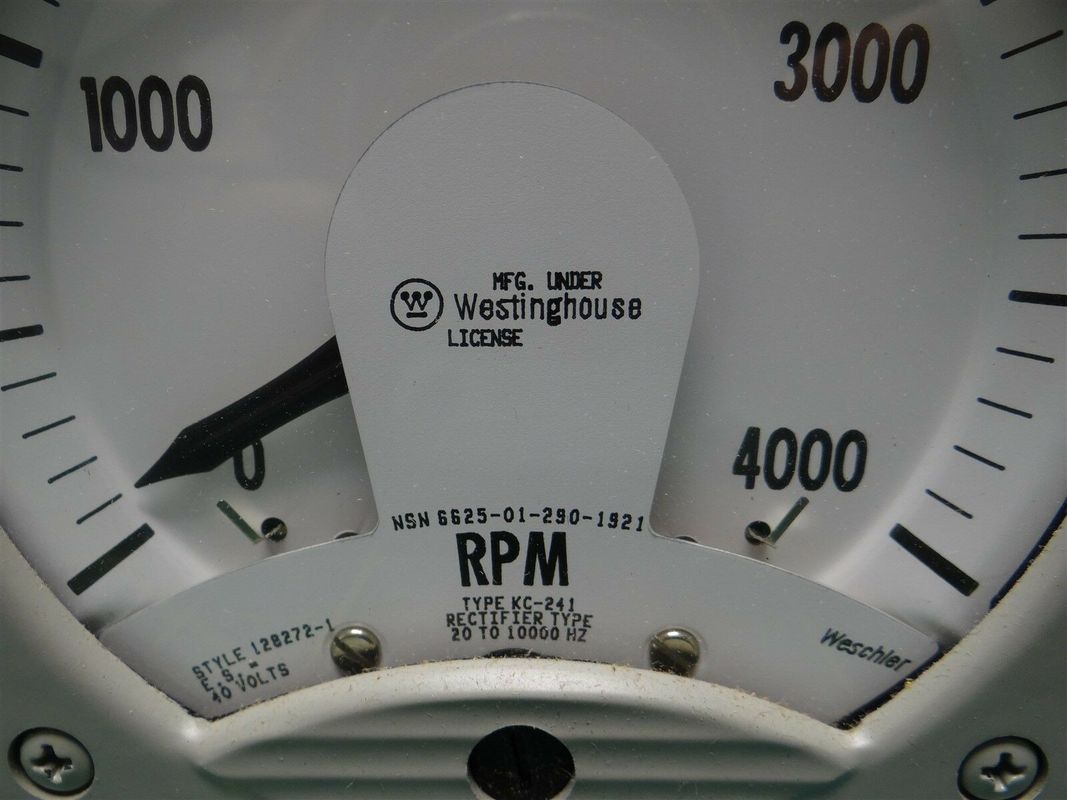 1000
3000
MFG. UNDER
W Westinghouse
LICENSE
0
4000
NSN 6625-01-290-1921
RPM
TYPE KC-241
RECTIFIER TYPE
20 TO 10000 HZ
STYLE 128272-1
E.S. =
40 VOLTS
Weschler